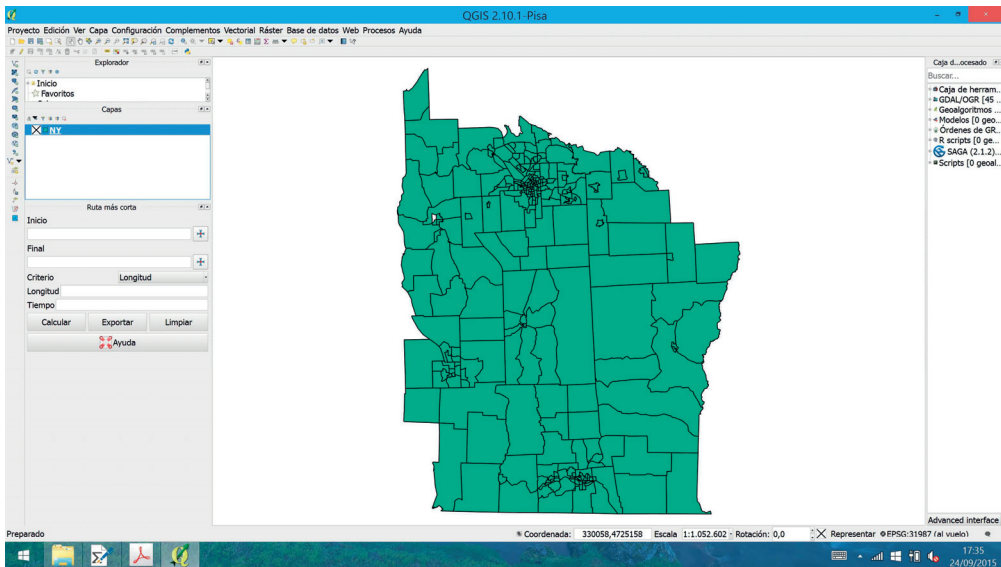 QGIS 2.10.1-Pisa
Proyecto Edición Ver Capa Configuración Complementos Vectorial Ráster Base de datos Web Procesos Ayuda
Explorador
Inicio
Favoritos
Capas
NY
Ruta más corta
Inicio
Final
Criterio Longitud
Longitud
Tiempo
Calcular Exportar Limpiar
Ayuda
Caja d...ocesado
Buscar...
Caja de herram...
GDAL/OGR [45 ...
Geoalgoritmos ...
Modelos [0 geo...
Órdenes de GR...
R scripts [0 ge...
SAGA (2.1.2)...
Scripts [0 geoal...
Advanced interface
Preparado
Coordenada: 330058,4725158 Escala 1:1.052.602 Rotación: 0,0 Representar EPSG:31987 (al vuelo)
17:35
24/09/2015